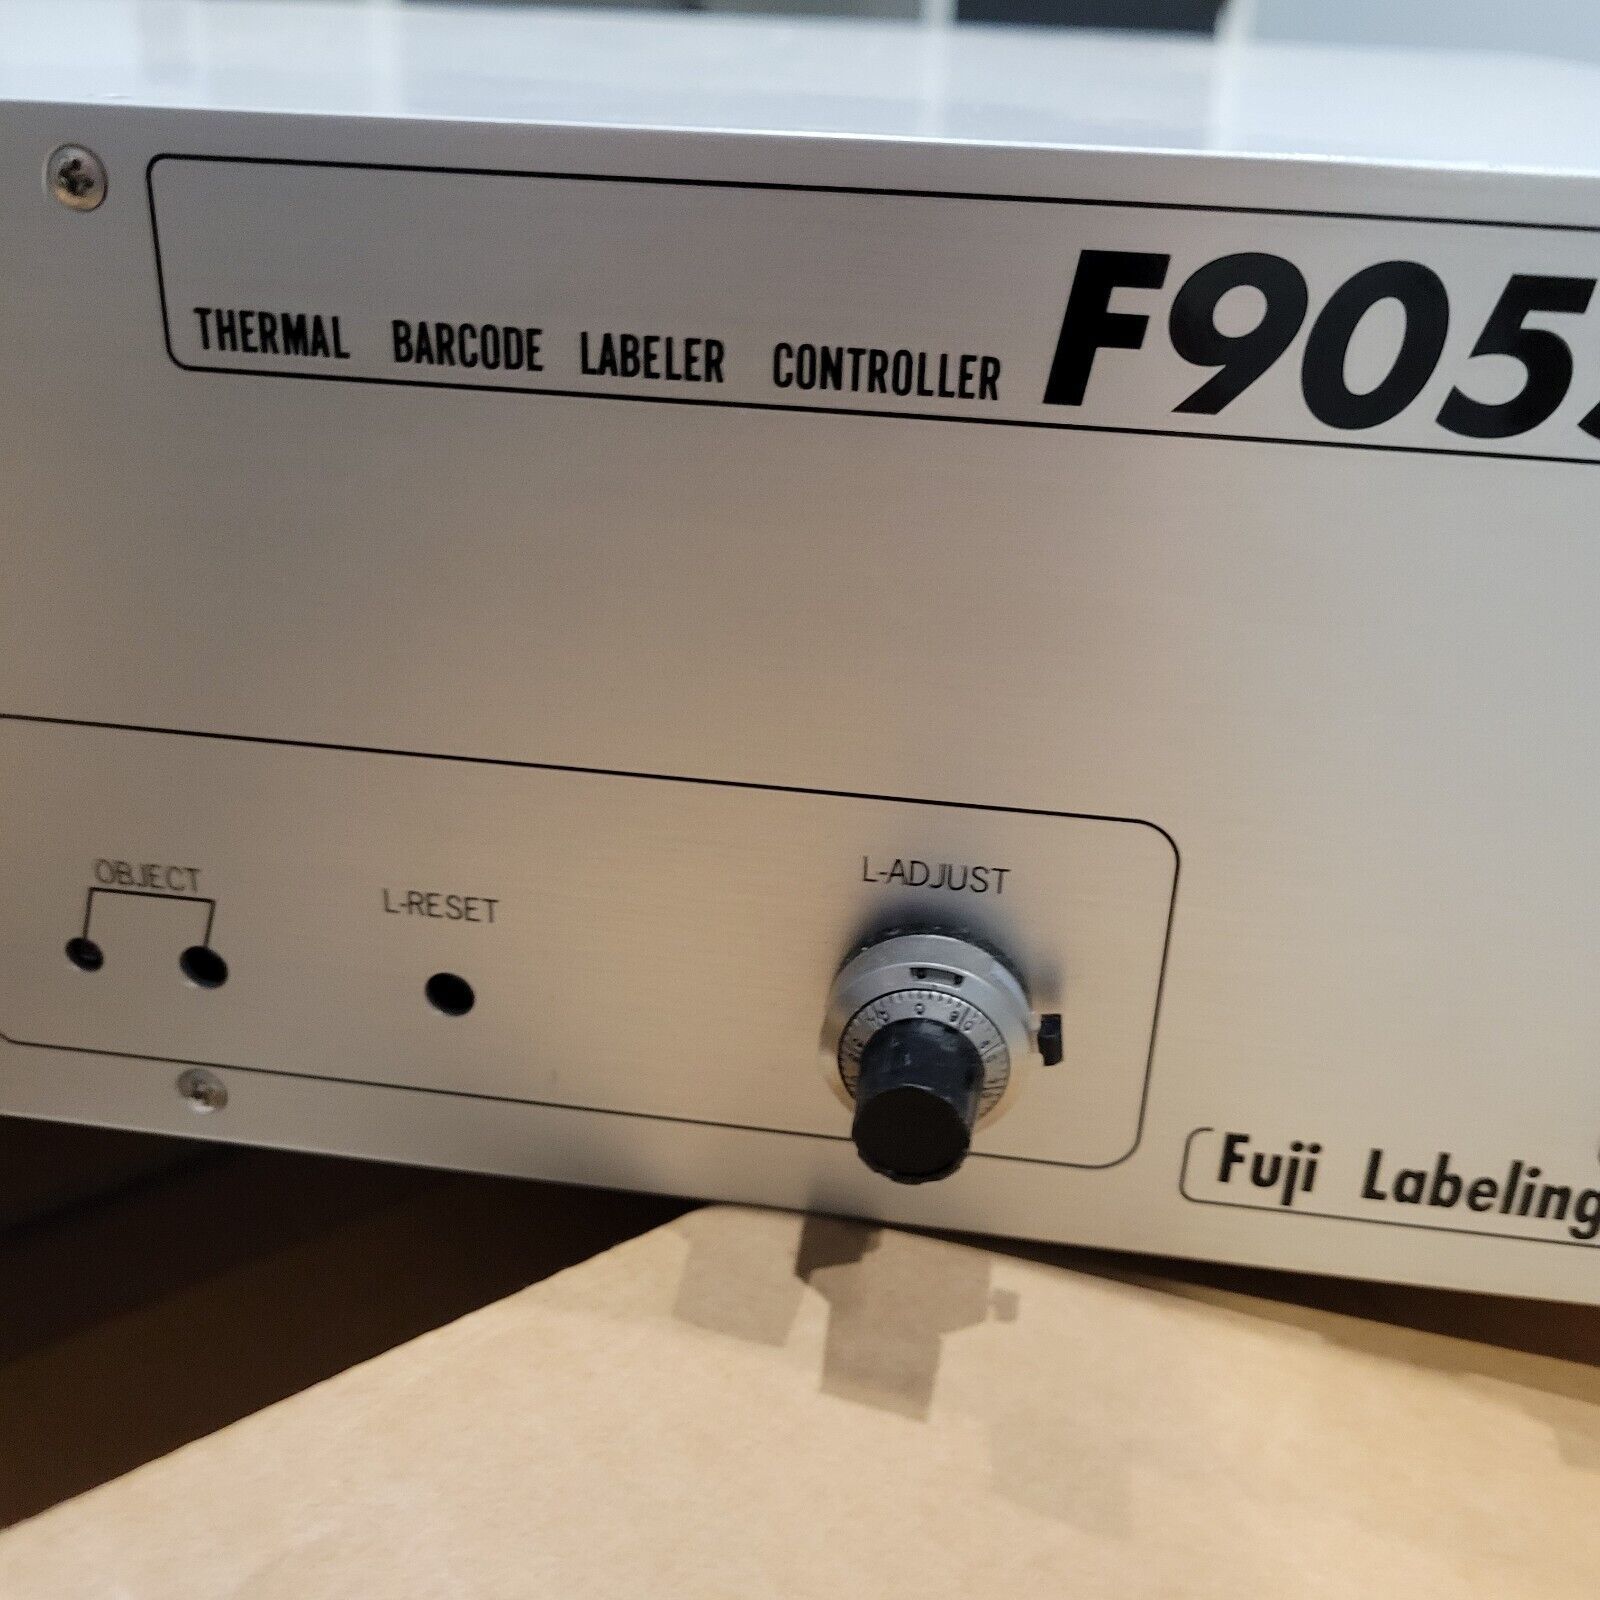 THERMAL BARCODE LABELER CONTROLLER F905
OBJECT
L-RESET
L-ADJUST
Fuji Labeling